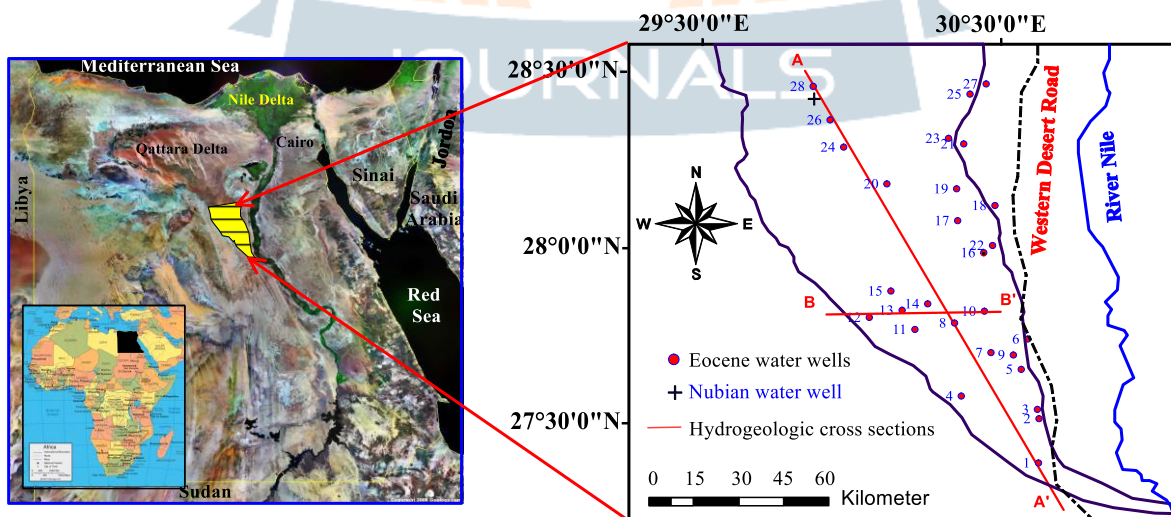 JOURNALS
Mediterranean Sea
Nile Delta
Qattara Delta
Cairo
Jordon
Sinai
Saudi
Arabia
Libya
Red
Sea
Africa
Sudan
29°30'0"E
30°30'0"E
28°30'0"N
28°0'0"N
27°30'0"N
A
28
26
24
27
25
23
21
20
19
18
17
22
16
15
14
B
13
12
B'
10
8
11
6
7
9
5
4
3
2
1
A'
N
W
E
S
Western Desert Road
River Nile
Eocene water wells
Nubian water well
Hydrogeologic cross sections
0 15 30 45 60
Kilometer